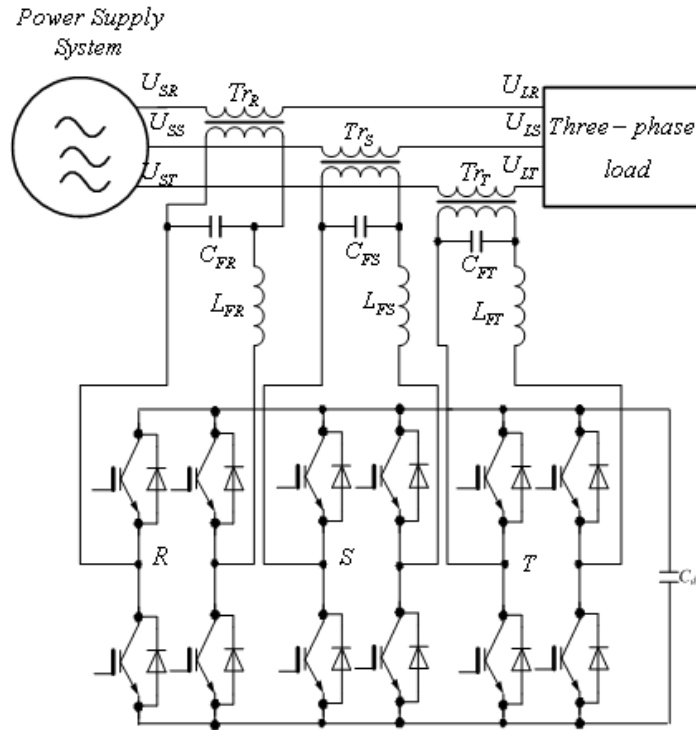 Power Supply
System
U_SR
Tr_R
U_LR
U_SS
Tr_S
U_LS
Three-phase
load
U_ST
Tr_T
U_LT
C_FR
C_FS
C_FT
L_FR
L_FS
L_FT
R
S
T
C_d